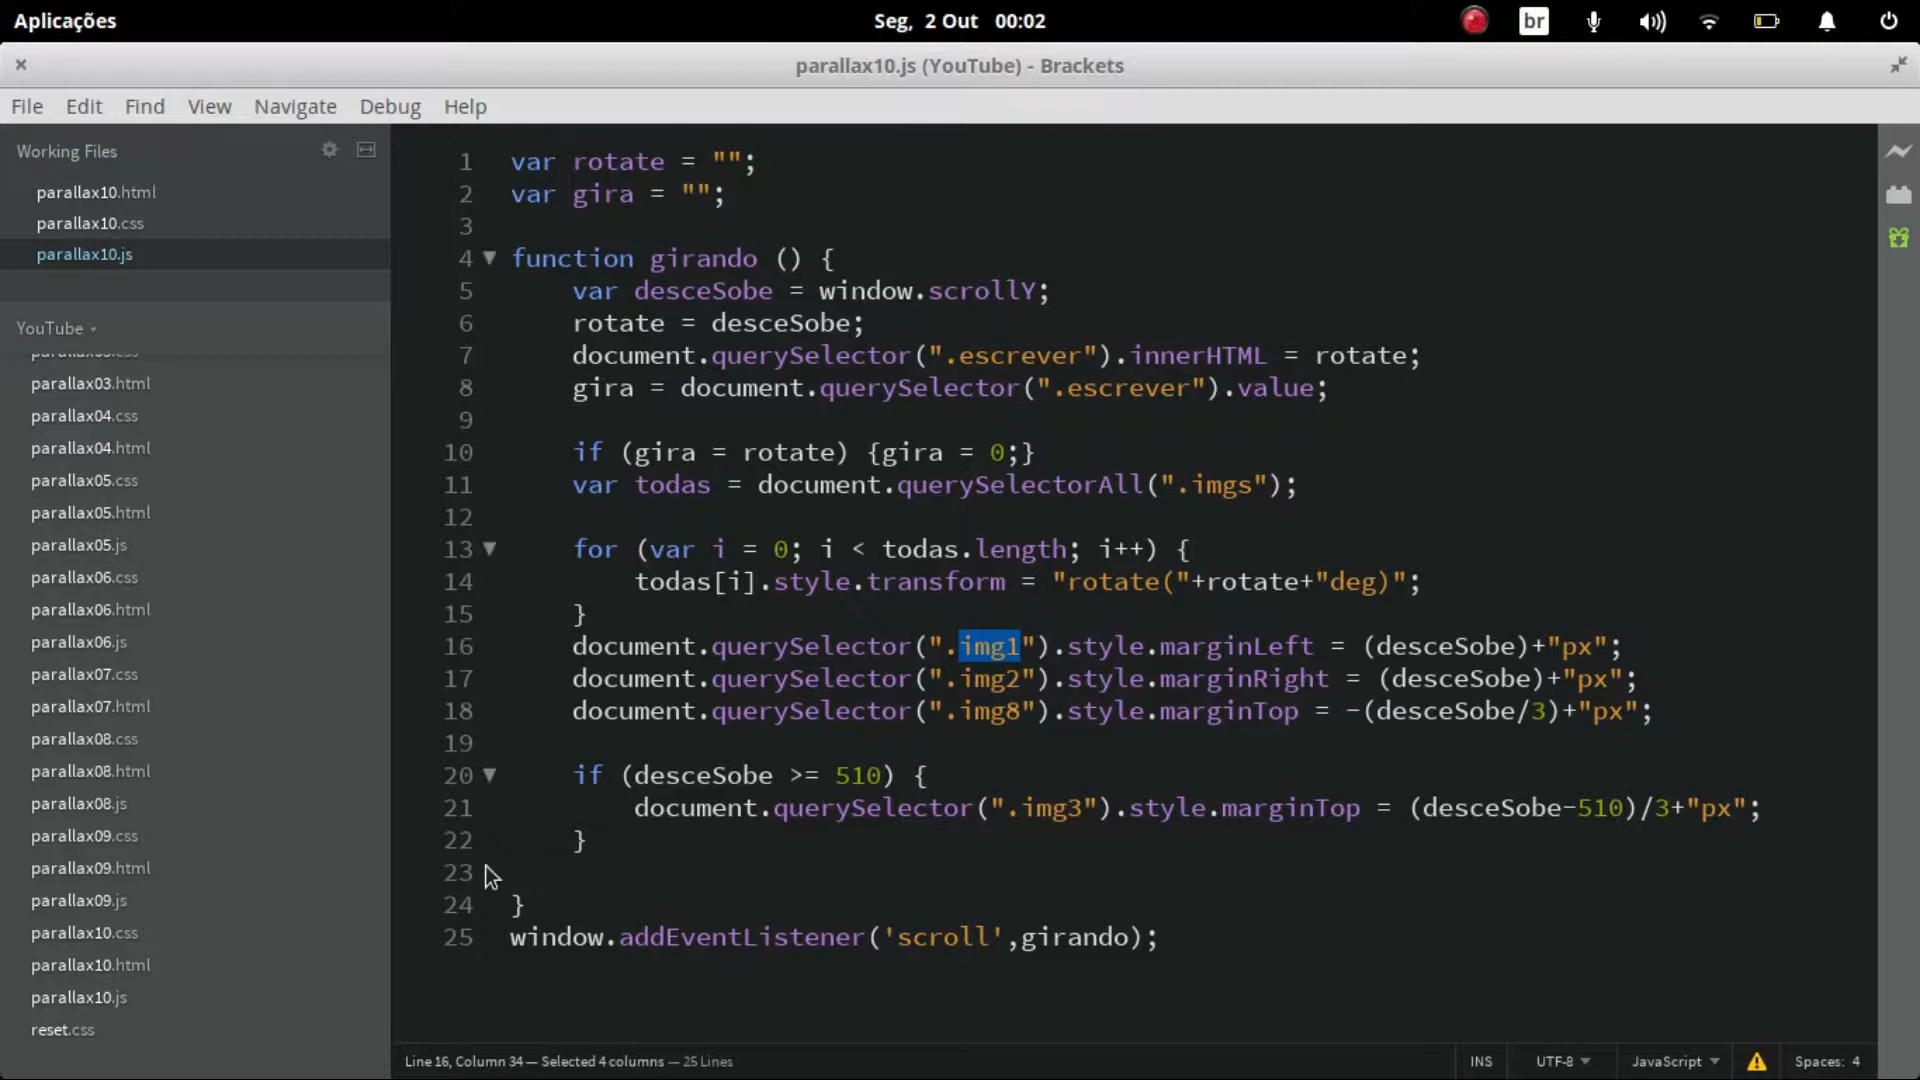 Aplicações
Seg, 2 Out 00:02
br
parallax10.js (YouTube) - Brackets
File Edit Find View Navigate Debug Help
Working Files
parallax10.html
parallax10.css
parallax10.js
YouTube
parallax03.html
parallax04.css
parallax04.html
parallax05.css
parallax05.html
parallax05.js
parallax06.css
parallax06.html
parallax06.js
parallax07.css
parallax07.html
parallax08.css
parallax08.html
parallax08.js
parallax09.css
parallax09.html
parallax09.js
parallax10.css
parallax10.html
parallax10.js
reset.css
1 var rotate = "";
2 var gira = "";
3
4 function girando () {
5 var desceSobe = window.scrollY;
6 rotate = desceSobe;
7 document.querySelector(".escrever").innerHTML = rotate;
8 gira = document.querySelector(".escrever").value;
9
10 if (gira = rotate) {gira = 0;}
11 var todas = document.querySelectorAll(".imgs");
12
13 for (var i = 0; i < todas.length; i++) {
14 todas[i].style.transform = "rotate("+rotate+"deg)";
15 }
16 document.querySelector(".img1").style.marginLeft = (desceSobe)+"px";
17 document.querySelector(".img2").style.marginRight = (desceSobe)+"px";
18 document.querySelector(".img8").style.marginTop = -(desceSobe/3)+"px";
19
20 if (desceSobe >= 510) {
21 document.querySelector(".img3").style.marginTop = (desceSobe-510)/3+"px";
22 }
23
24 }
25 window.addEventListener('scroll',girando);
Line 16, Column 34 — Selected 4 columns — 25 Lines
INS UTF-8 JavaScript Spaces: 4